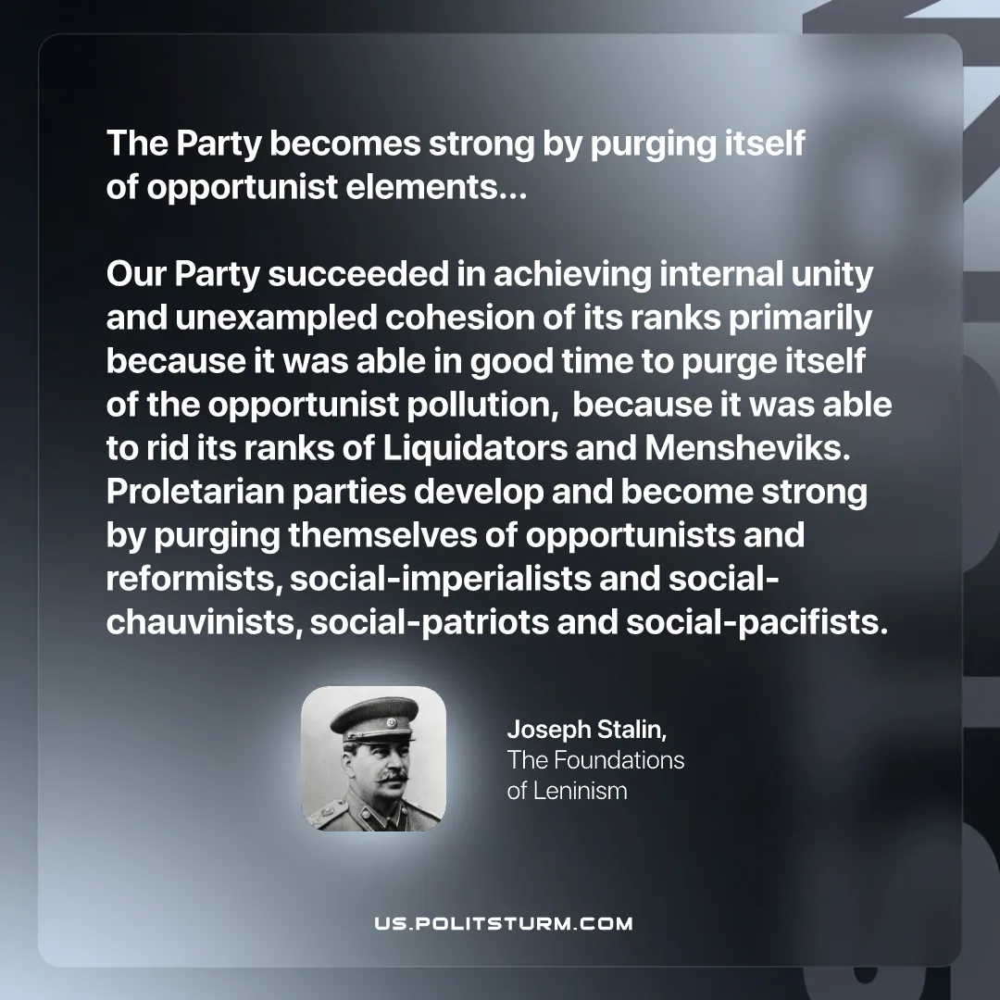 The Party becomes strong by purging itself
of opportunist elements...
Our Party succeeded in achieving internal unity
and unexampled cohesion of its ranks primarily
because it was able in good time to purge itself
of the opportunist pollution,  because it was able
to rid its ranks of Liquidators and Mensheviks.
Proletarian parties develop and become strong
by purging themselves of opportunists and
reformists, social-imperialists and social-
chauvinists, social-patriots and social-pacifists.
Joseph Stalin,
The Foundations
of Leninism
US.POLITSTURM.COM